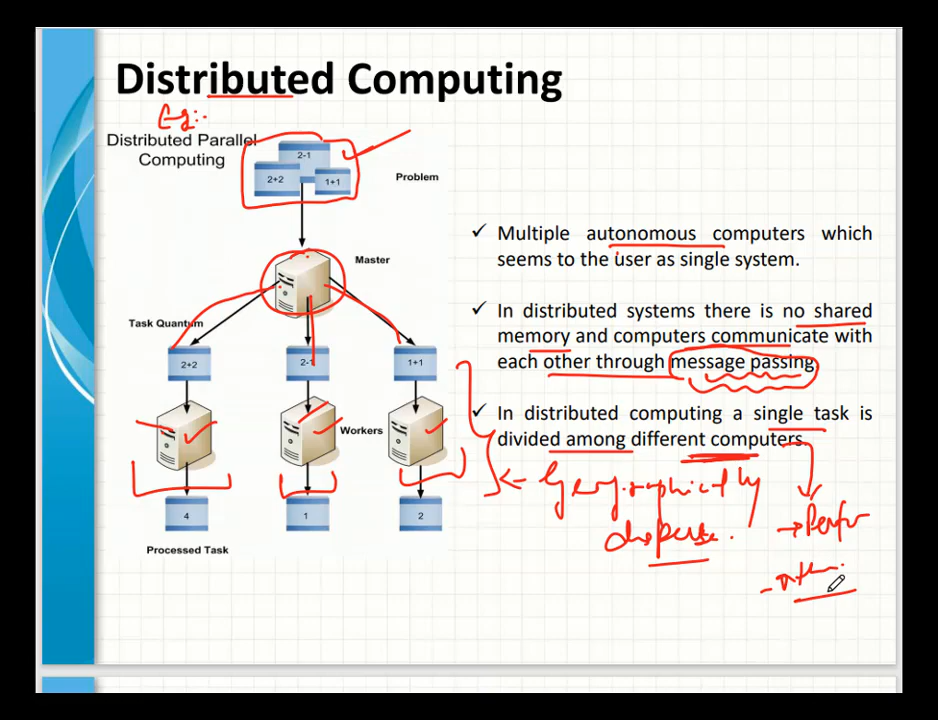 Distributed Computing
Eg:-
Distributed Parallel
Computing
2-1
2+2
1+1
Problem
Master
Task Quantum
2+2
2-1
1+1
Workers
4
1
2
Processed Task
✓ Multiple autonomous computers which
seems to the user as single system.
✓ In distributed systems there is no shared
memory and computers communicate with
each other through message passing
✓ In distributed computing a single task is
divided among different computers.
← Geographically
disperse.
→ Perfr